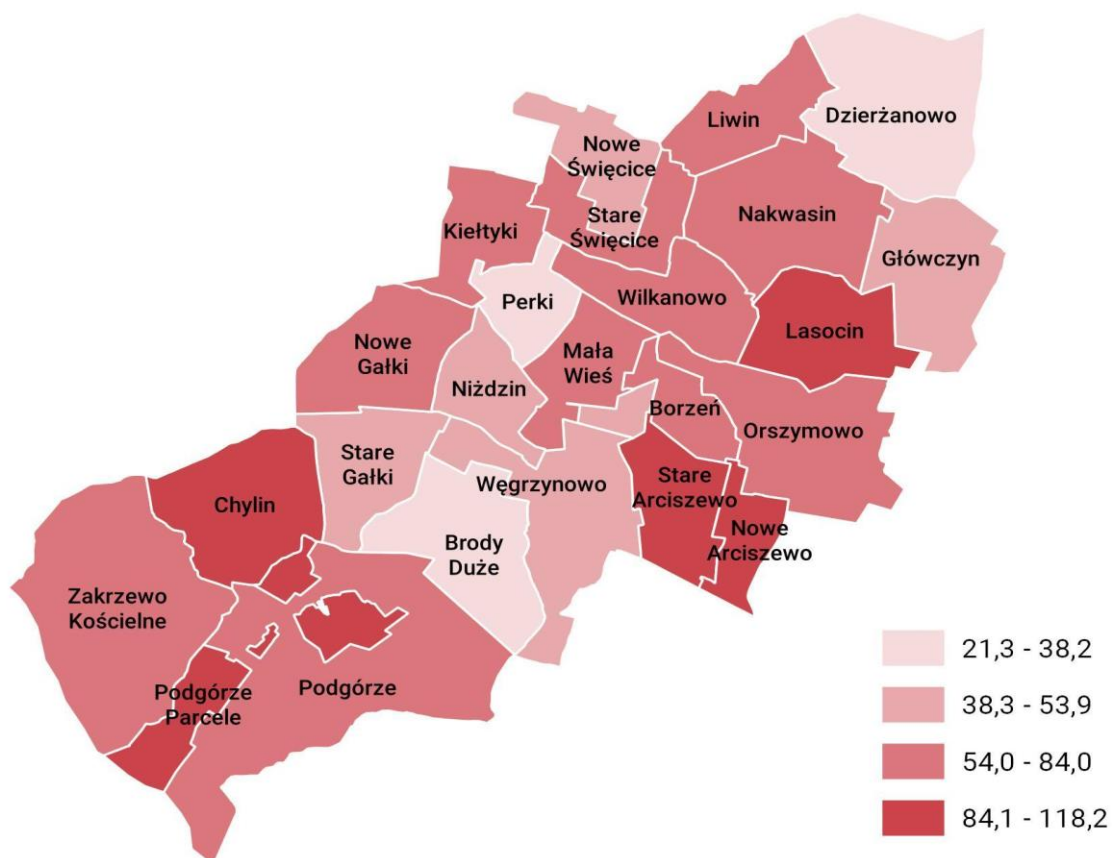 Liwin
Dzierżanowo
Nowe
Święcice
Stare
Święcice
Nakwasin
Kiełtyki
Główczyn
Perki
Wilkanowo
Lasocin
Nowe
Gałki
Mała
Wieś
Niżdzin
Borzeń
Orszymowo
Stare
Gałki
Węgrzynowo
Stare
Arciszewo
Chylin
Nowe
Arciszewo
Brody
Duże
Zakrzewo
Kościelne
Podgórze
Parcele
Podgórze
21,3 - 38,2
38,3 - 53,9
54,0 - 84,0
84,1 - 118,2